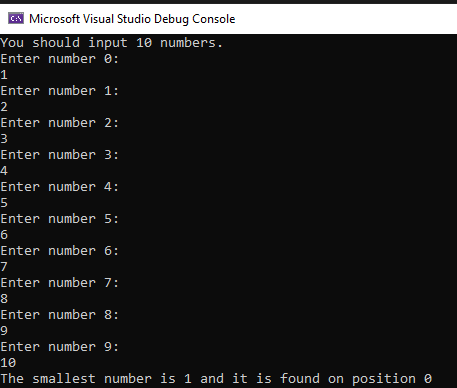 Microsoft Visual Studio Debug Console
You should input 10 numbers.
Enter number 0:
1
Enter number 1:
2
Enter number 2:
3
Enter number 3:
4
Enter number 4:
5
Enter number 5:
6
Enter number 6:
7
Enter number 7:
8
Enter number 8:
9
Enter number 9:
10
The smallest number is 1 and it is found on position 0